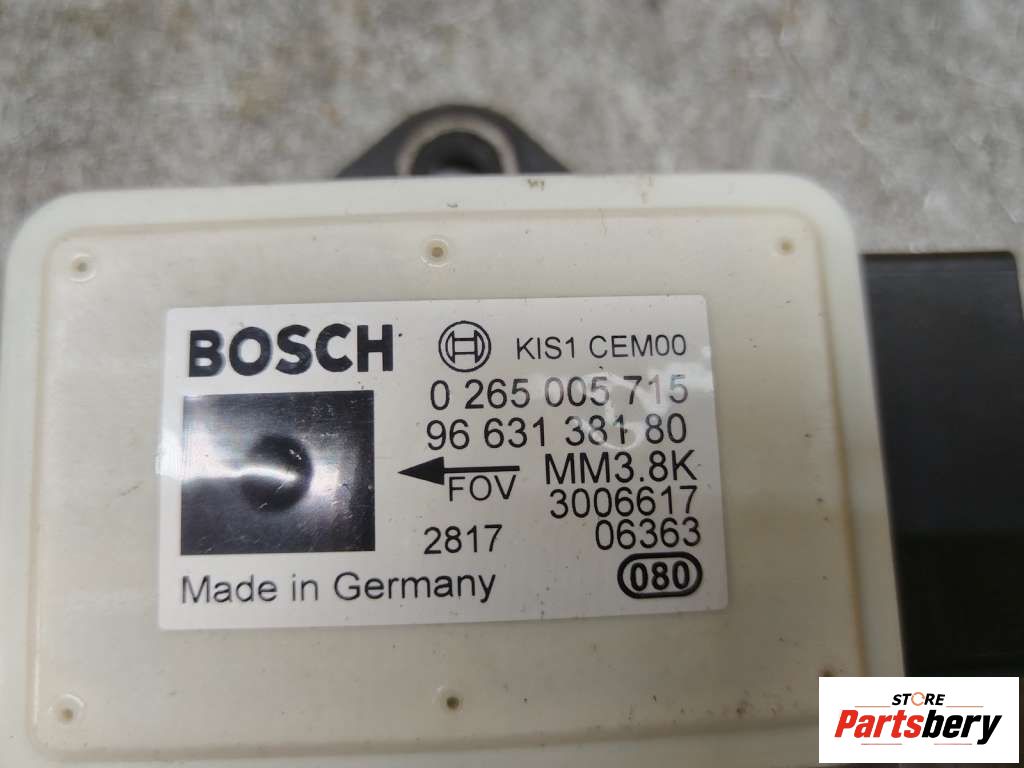 BOSCH
KIS1 CEM00
0 265 005 715
96 631 381 80
MM3.8K
FOV
3006617
2817
06363
Made in Germany
080
STORE
Partsbery